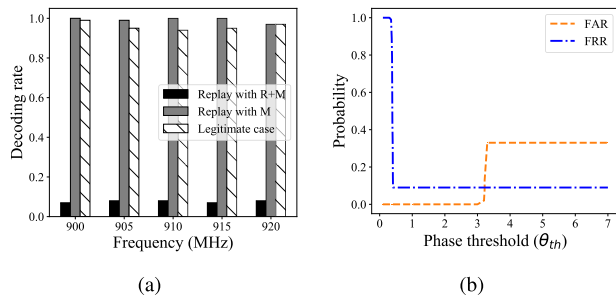 Decoding rate
1.0
0.8
0.6
0.4
0.2
0.0
Replay with R+M
Replay with M
Legitimate case
900 905 910 915 920
Frequency (MHz)
(a)
Probability
1.0
0.8
0.6
0.4
0.2
0.0
FAR
FRR
0 1 2 3 4 5 6 7
Phase threshold (θth)
(b)